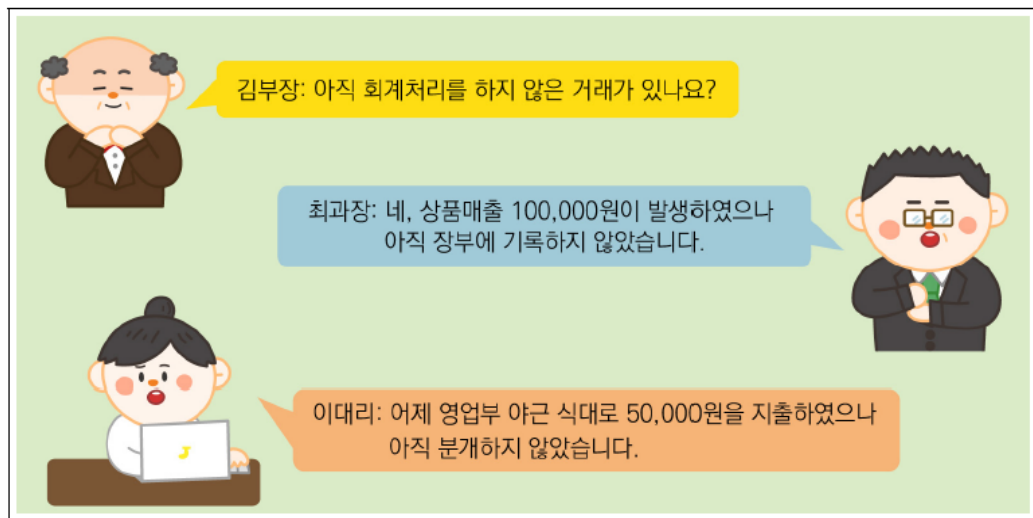 김부장: 아직 회계처리를 하지 않은 거래가 있나요?
최과장: 네, 상품매출 100,000원이 발생하였으나
아직 장부에 기록하지 않았습니다.
이대리: 어제 영업부 야근 식대로 50,000원을 지출하였으나
아직 분개하지 않았습니다.
J